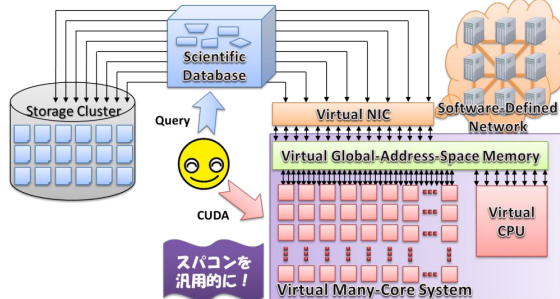 Scientific
Database
Storage Cluster
Query
Virtual NIC
Software-Defined
Network
Virtual Global-Address-Space Memory
CUDA
Virtual
CPU
スパコンを
汎用的に！
Virtual Many-Core System